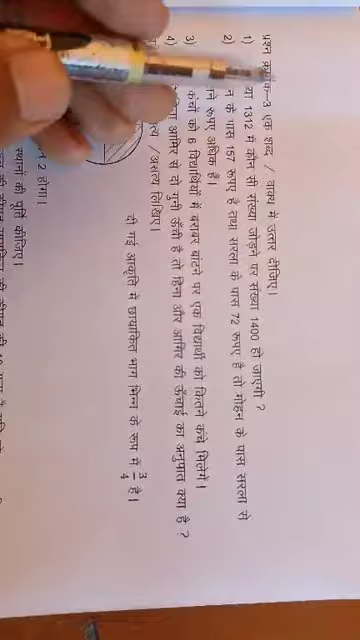 प्रश्न क्रमांक-3 एक शब्द / वाक्य में उत्तर दीजिए।
1) 1312 में कौन सी संख्या जोड़ने पर संख्या 1400 हो जाएगी ?
2) न के पास 157 रूपए है तथा सरला के पास 72 रूपए है तो मोहन के पास सरला से
ने रूपए अधिक हैं।
3) कंचों को 6 विद्यार्थियों में बराबर बांटने पर एक विद्यार्थी को कितने कंचे मिलेगें।
4) आमिर से दो गुनी ऊँची है तो हिना और आमिर की ऊँचाई का अनुपात क्या है ?
/असत्य लिखिए।
दी गई आकृति में छायांकित भाग भिन्न के रूप में 3/4 है।
2 होगा।
स्थानों की पूर्ति कीजिए।